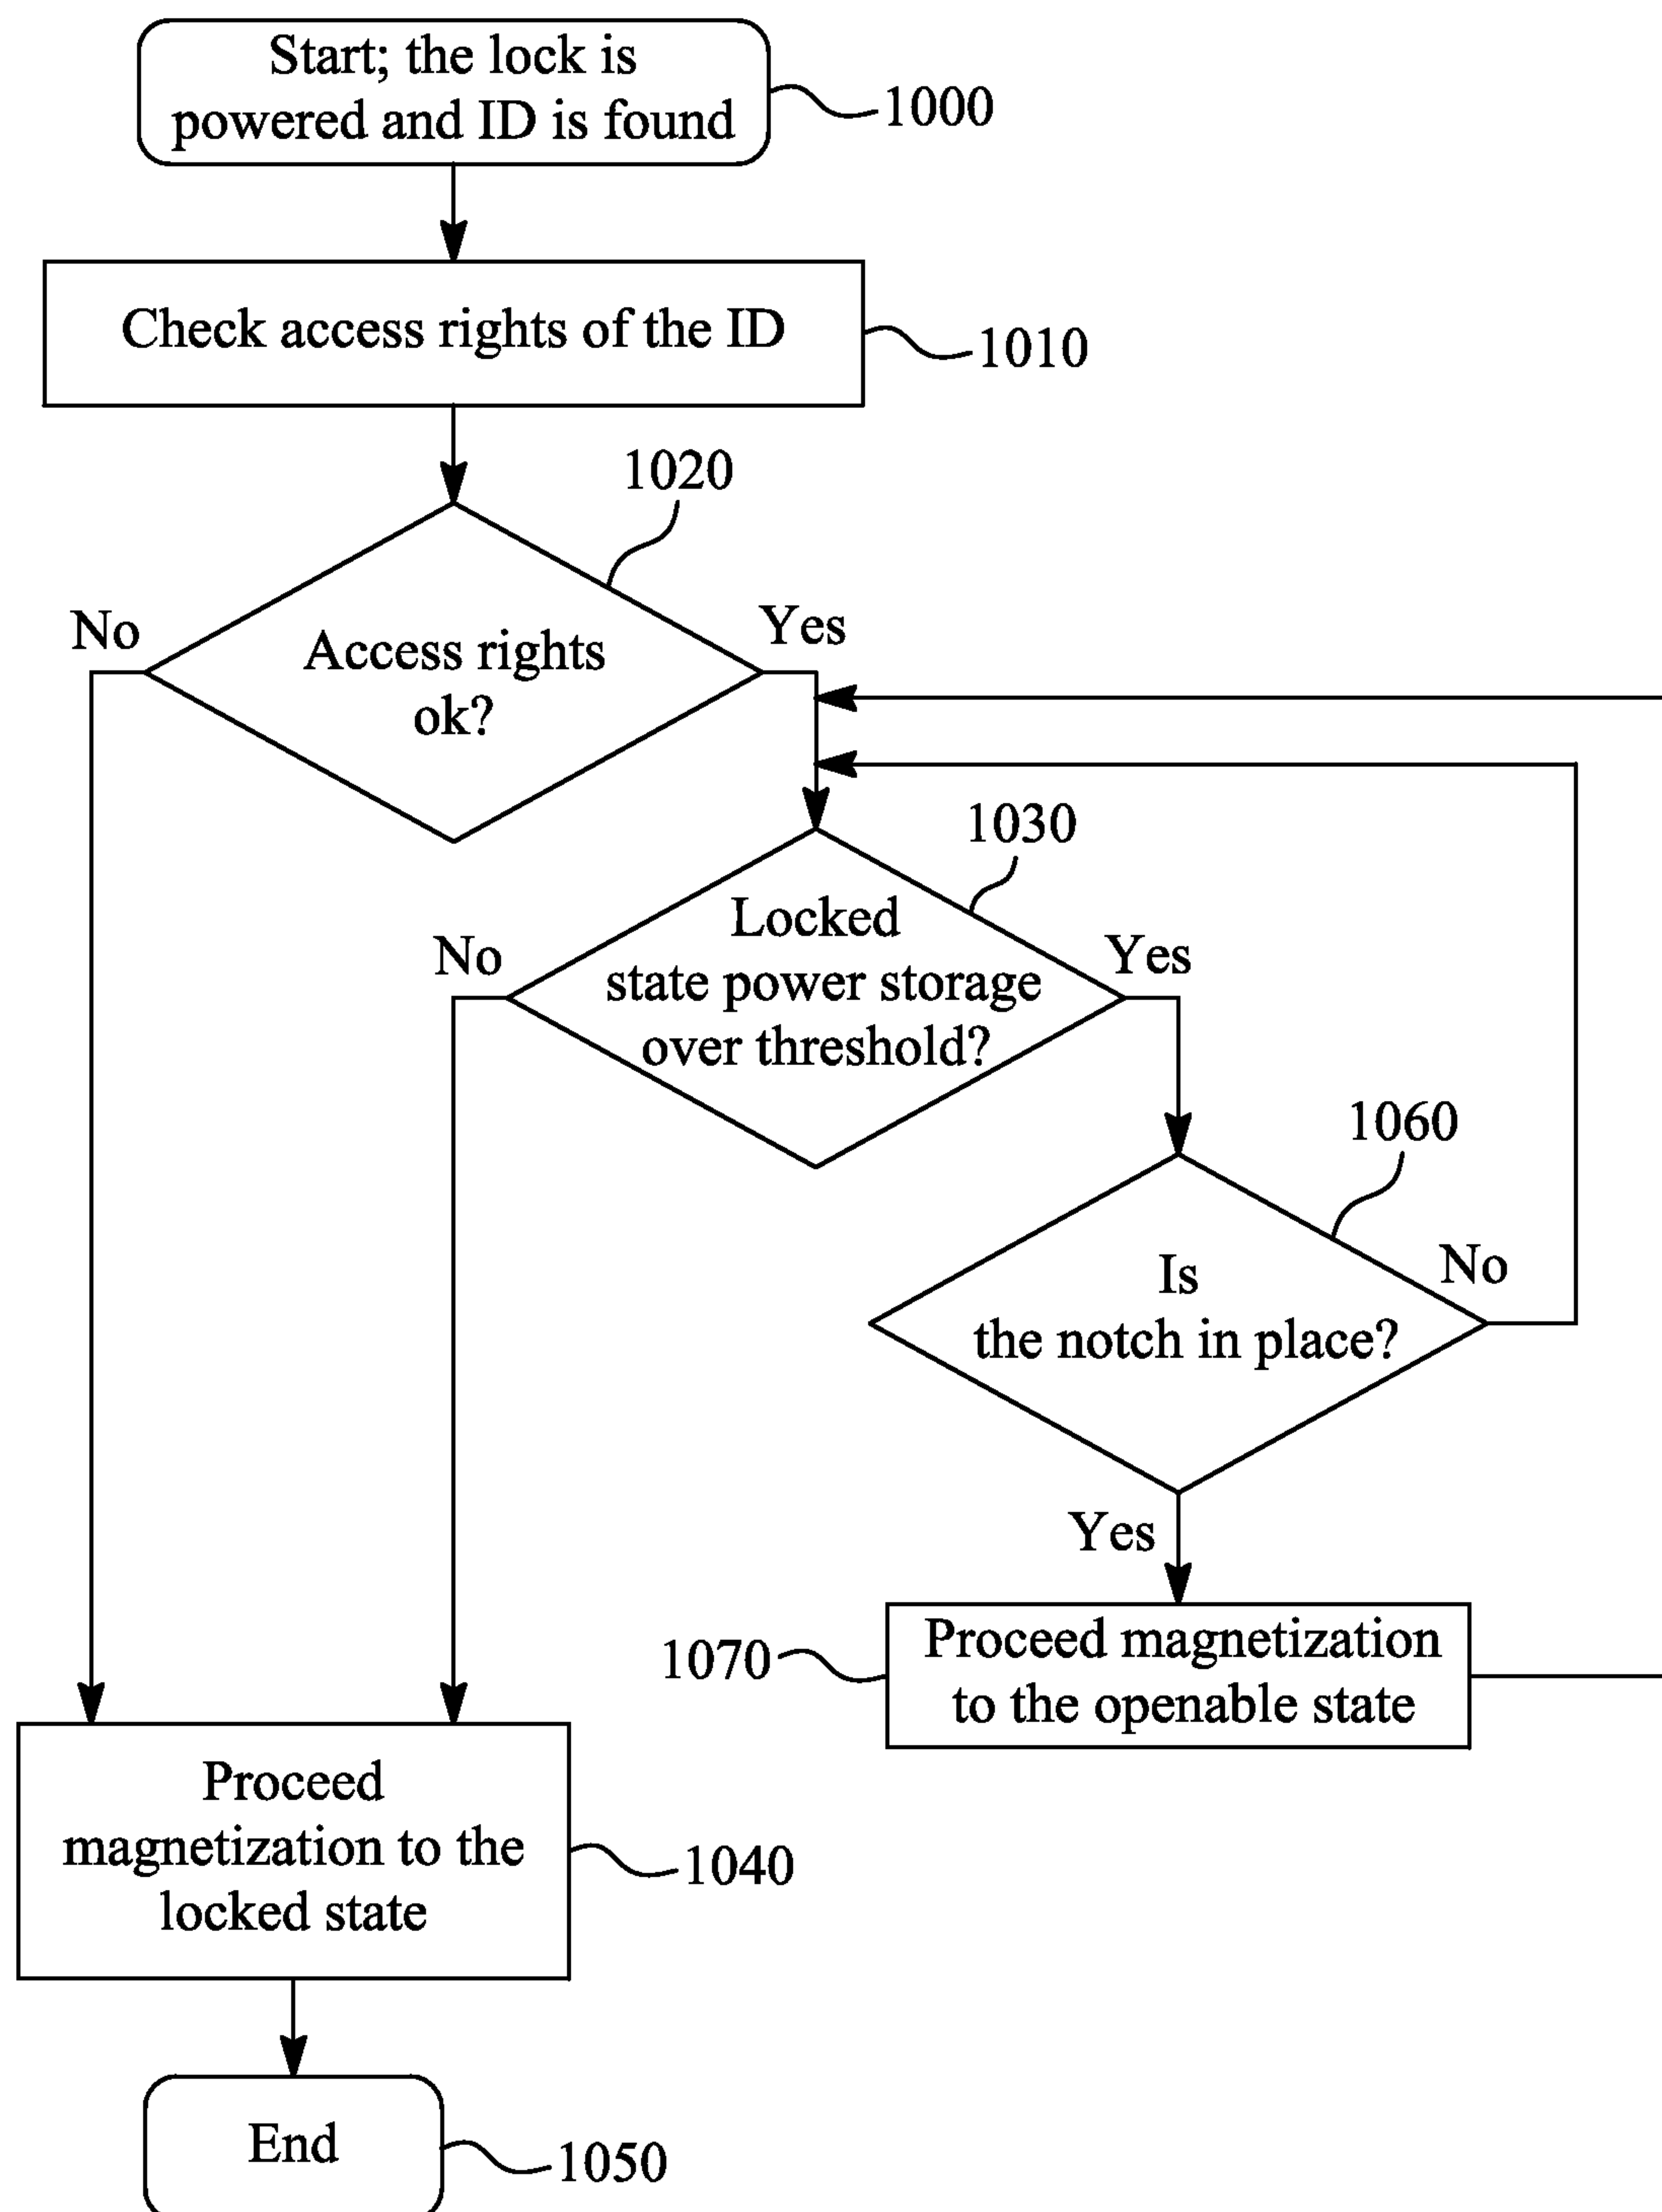 Start; the lock is
powered and ID is found
1000
Check access rights of the ID
1010
1020
No
Access rights
ok?
Yes
1030
No
Locked
state power storage
over threshold?
Yes
1060
Is
the notch in place?
No
Yes
1070
Proceed magnetization
to the openable state
Proceed
magnetization to the
locked state
1040
End
1050